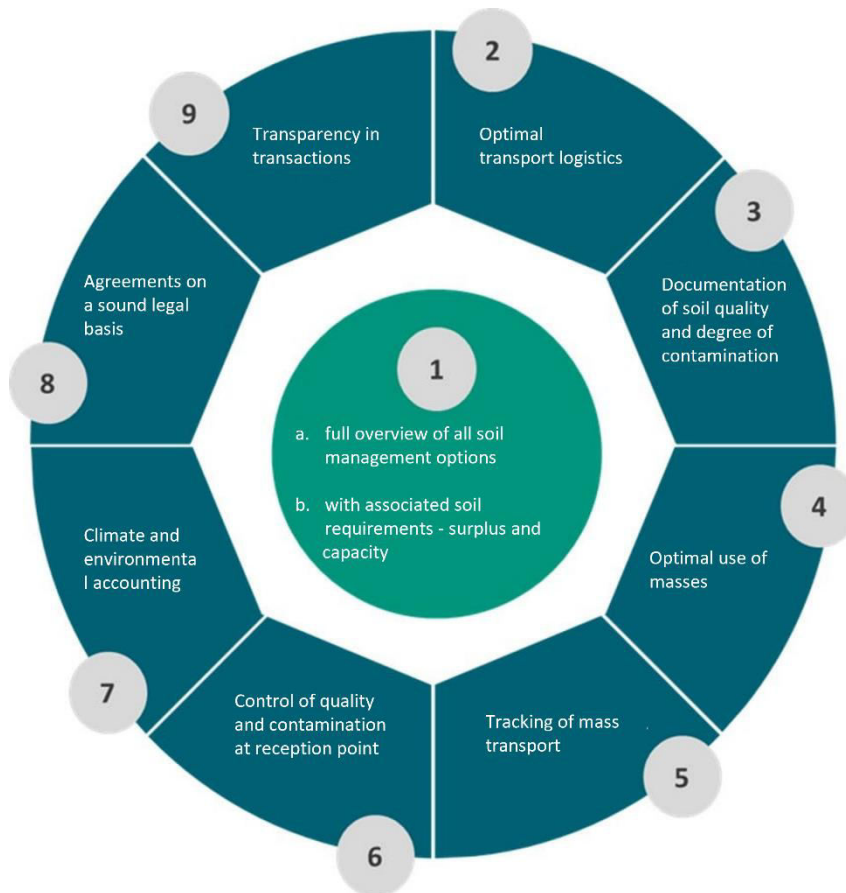 1
a. full overview of all soil
management options
b. with associated soil
requirements - surplus and
capacity
2
Optimal
transport logistics
3
Documentation
of soil quality
and degree of
contamination
4
Optimal use of
masses
5
Tracking of mass
transport
6
Control of quality
and contamination
at reception point
7
Climate and
environmenta
l accounting
8
Agreements on
a sound legal
basis
9
Transparency in
transactions